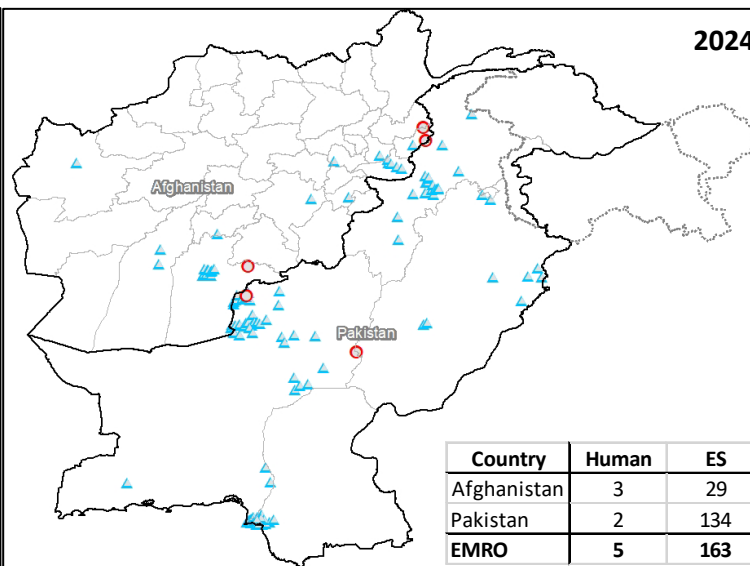 2024
Afghanistan
Pakistan
Country Human ES
Afghanistan 3 29
Pakistan 2 134
EMRO 5 163